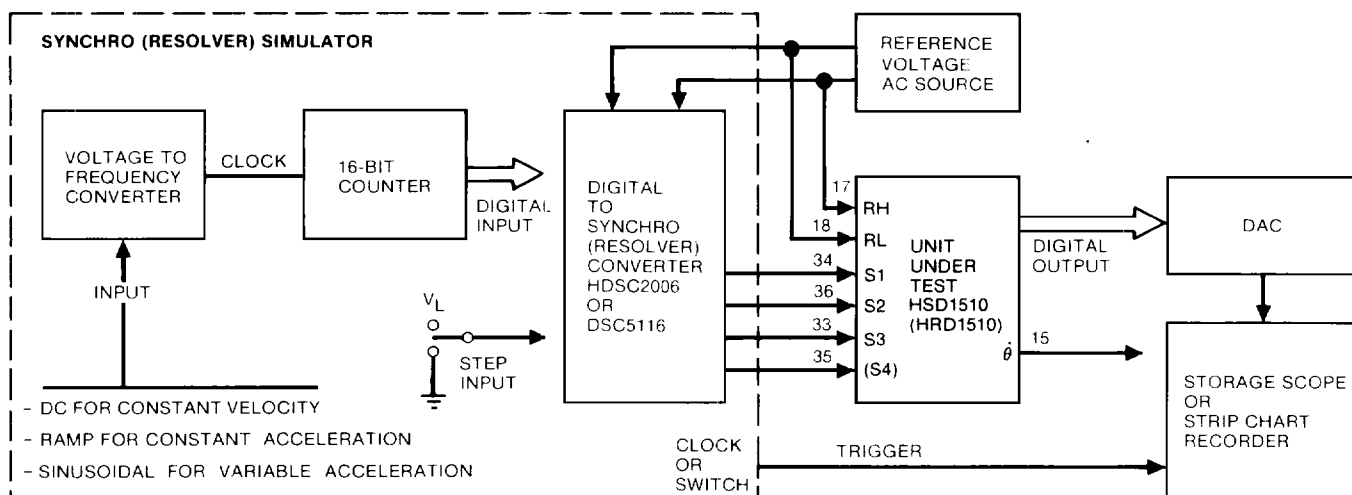 SYNCHRO (RESOLVER) SIMULATOR
REFERENCE
VOLTAGE
AC SOURCE
VOLTAGE TO
FREQUENCY
CONVERTER
CLOCK
16-BIT
COUNTER
DIGITAL
INPUT
DIGITAL
TO
SYNCHRO
(RESOLVER)
CONVERTER
HDSC2006
OR
DSC5116
17
RH
18
RL
34
S1
36
S2
33
S3
35
(S4)
UNIT
UNDER
TEST
HSD1510
(HRD1510)
θ̇
15
DIGITAL
OUTPUT
DAC
INPUT
VL
STEP
INPUT
STORAGE SCOPE
OR
STRIP CHART
RECORDER
- DC FOR CONSTANT VELOCITY
- RAMP FOR CONSTANT ACCELERATION
- SINUSOIDAL FOR VARIABLE ACCELERATION
CLOCK
OR
SWITCH
TRIGGER